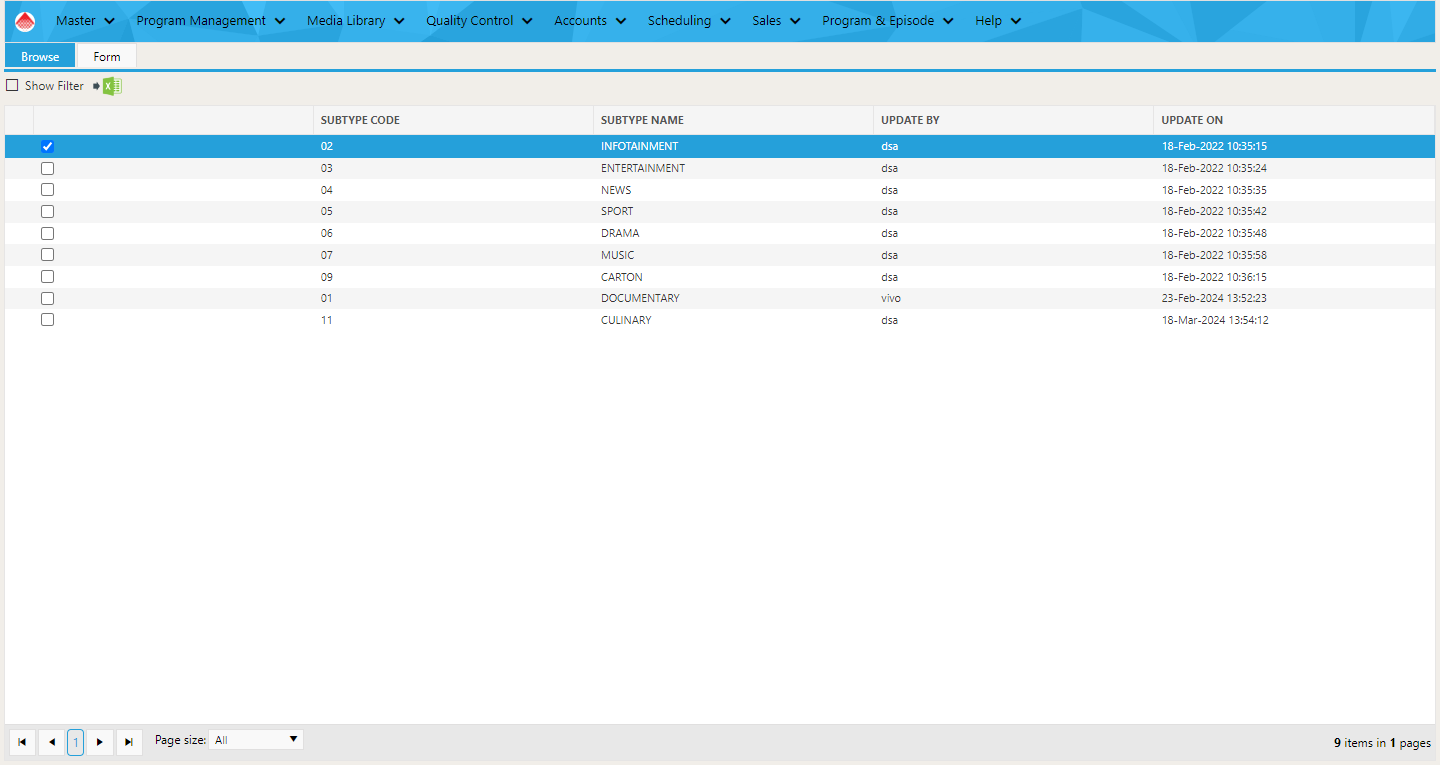 Master Program Management Media Library Quality Control Accounts Scheduling Sales Program & Episode Help
Browse Form
Show Filter
SUBTYPE CODE SUBTYPE NAME UPDATE BY UPDATE ON
02 INFOTAINMENT dsa 18-Feb-2022 10:35:15
03 ENTERTAINMENT dsa 18-Feb-2022 10:35:24
04 NEWS dsa 18-Feb-2022 10:35:35
05 SPORT dsa 18-Feb-2022 10:35:42
06 DRAMA dsa 18-Feb-2022 10:35:48
07 MUSIC dsa 18-Feb-2022 10:35:58
09 CARTON dsa 18-Feb-2022 10:36:15
01 DOCUMENTARY vivo 23-Feb-2024 13:52:23
11 CULINARY dsa 18-Mar-2024 13:54:12
1 Page size: All 9 items in 1 pages